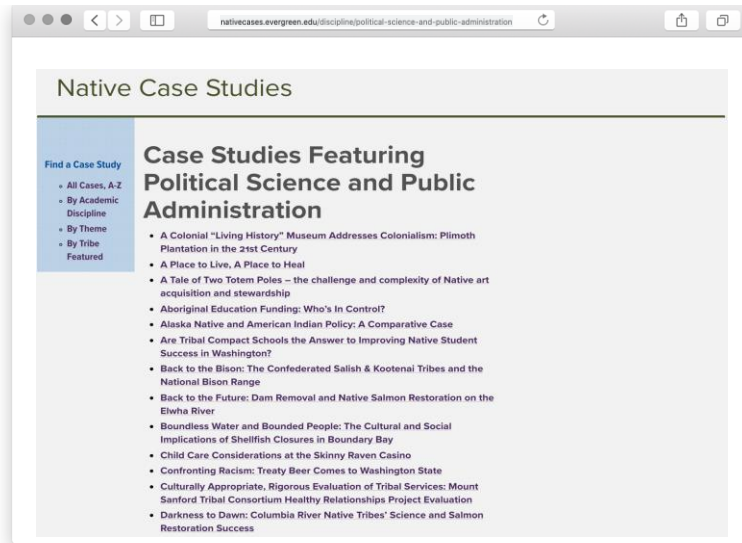 nativecases.evergreen.edu/discipline/political-science-and-public-administration
Native Case Studies
Find a Case Study
All Cases, A-Z
By Academic
Discipline
By Theme
By Tribe
Featured
Case Studies Featuring
Political Science and Public
Administration
A Colonial “Living History” Museum Addresses Colonialism: Plimoth
Plantation in the 21st Century
A Place to Live, A Place to Heal
A Tale of Two Totem Poles – the challenge and complexity of Native art
acquisition and stewardship
Aboriginal Education Funding: Who's In Control?
Alaska Native and American Indian Policy: A Comparative Case
Are Tribal Compact Schools the Answer to Improving Native Student
Success in Washington?
Back to the Bison: The Confederated Salish & Kootenai Tribes and the
National Bison Range
Back to the Future: Dam Removal and Native Salmon Restoration on the
Elwha River
Boundless Water and Bounded People: The Cultural and Social
Implications of Shellfish Closures in Boundary Bay
Child Care Considerations at the Skinny Raven Casino
Confronting Racism: Treaty Beer Comes to Washington State
Culturally Appropriate, Rigorous Evaluation of Tribal Services: Mount
Sanford Tribal Consortium Healthy Relationships Project Evaluation
Darkness to Dawn: Columbia River Native Tribes' Science and Salmon
Restoration Success